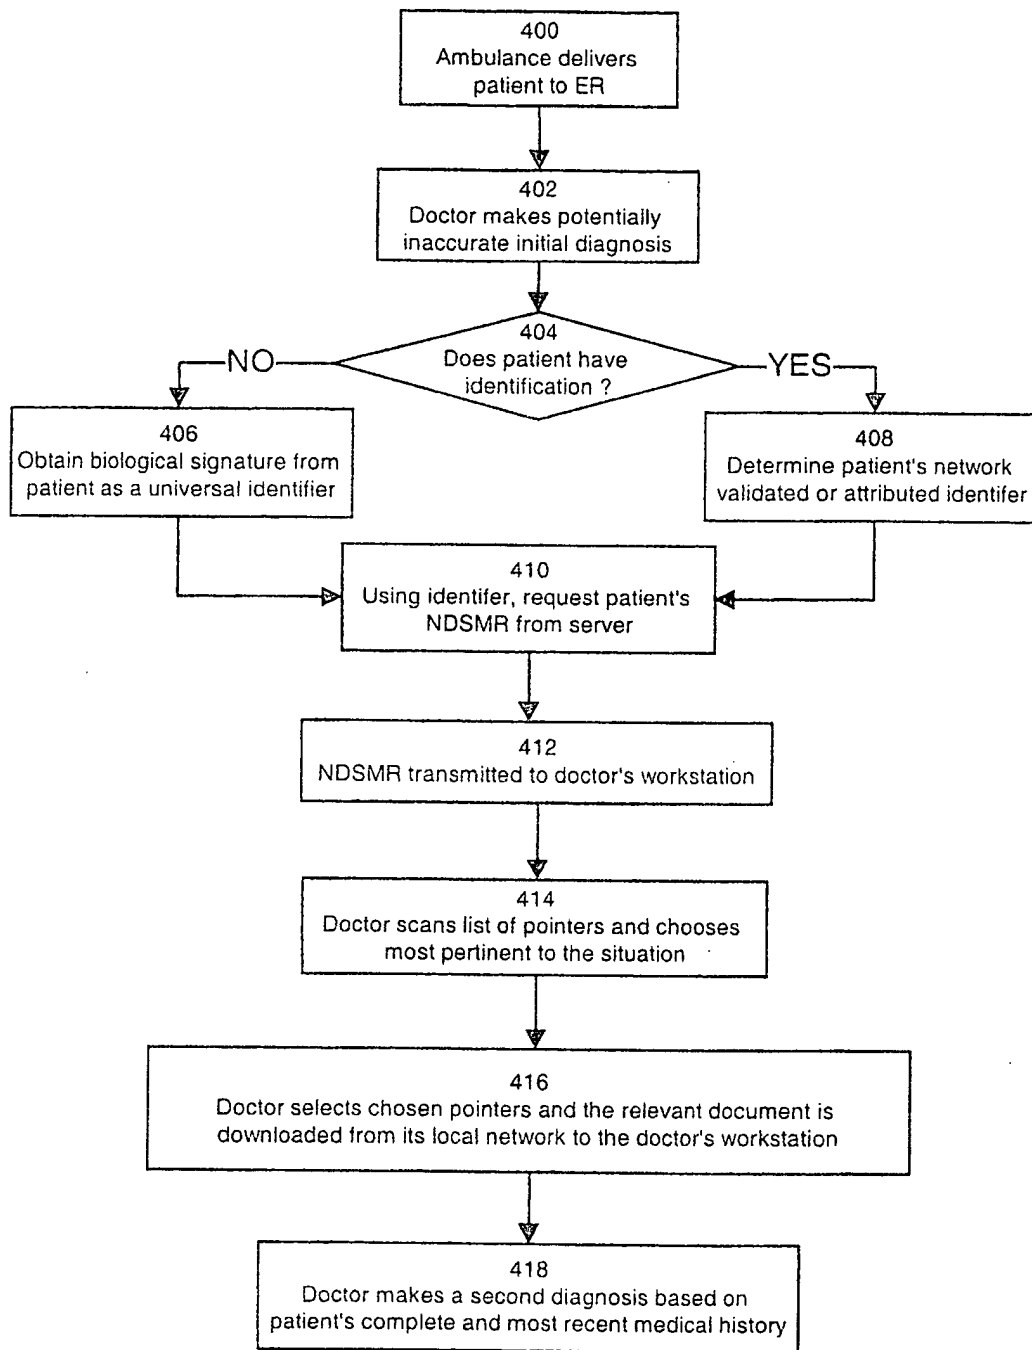 400
Ambulance delivers
patient to ER
402
Doctor makes potentially
inaccurate initial diagnosis
404
Does patient have
identification ?
NO
YES
406
Obtain biological signature from
patient as a universal identifier
408
Determine patient's network
validated or attributed identifer
410
Using identifer, request patient's
NDSMR from server
412
NDSMR transmitted to doctor's workstation
414
Doctor scans list of pointers and chooses
most pertinent to the situation
416
Doctor selects chosen pointers and the relevant document is
downloaded from its local network to the doctor's workstation
418
Doctor makes a second diagnosis based on
patient's complete and most recent medical history